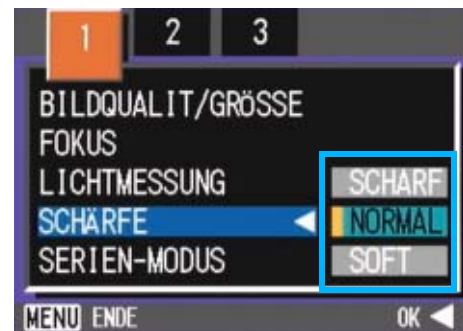 1 2 3
BILDQUALIT/GRÖSSE
FOKUS
LICHTMESSUNG SCHARF
SCHÄRFE NORMAL
SERIEN-MODUS SOFT
MENU ENDE OK